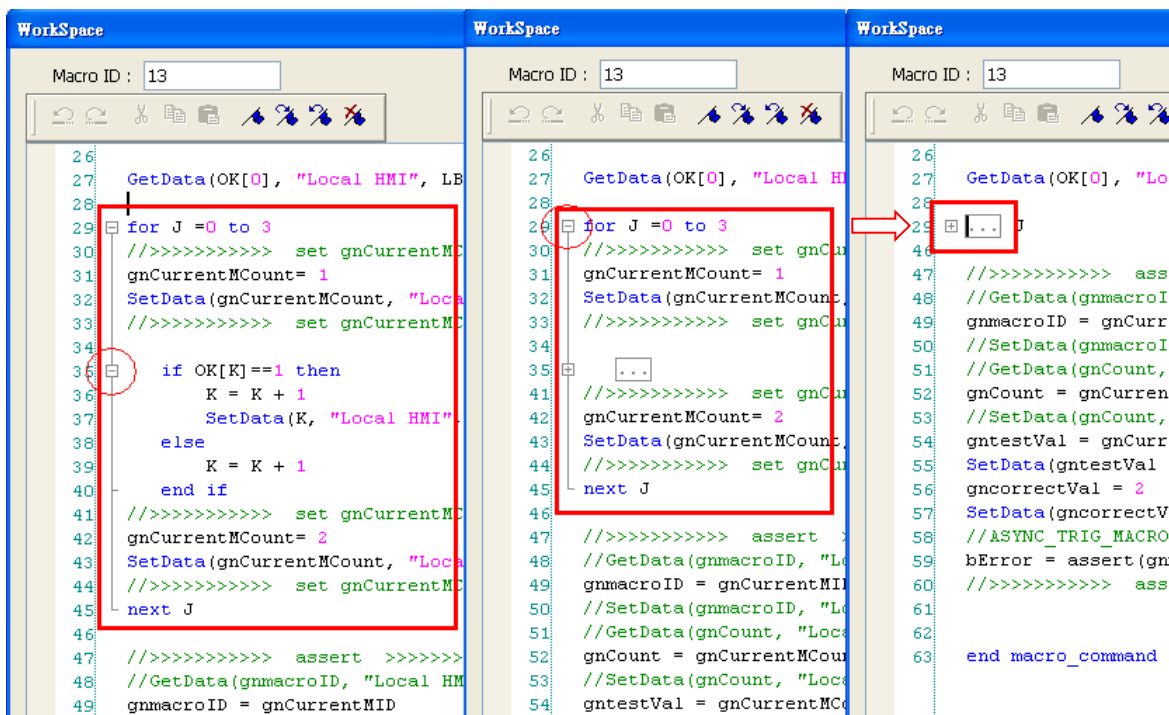 WorkSpace
Macro ID : 13
26
27 GetData(OK[0], "Local HMI", LB
28
29 for J =0 to 3
30 //>>>>>>>>>>> set gnCurrentMC
31 gnCurrentMCount= 1
32 SetData(gnCurrentMCount, "Loca
33 //>>>>>>>>>>> set gnCurrentMC
34
35 if OK[K]==1 then
36 K = K + 1
37 SetData(K, "Local HMI",
38 else
39 K = K + 1
40 end if
41 //>>>>>>>>>>> set gnCurrentMC
42 gnCurrentMCount= 2
43 SetData(gnCurrentMCount, "Loca
44 //>>>>>>>>>>> set gnCurrentMC
45 next J
46
47 //>>>>>>>>>>> assert >>>>>>>
48 //GetData(gnmacroID, "Local HM
49 gnmacroID = gnCurrentMID
WorkSpace
Macro ID : 13
26
27 GetData(OK[0], "Local HM
28
29 for J =0 to 3
30 //>>>>>>>>>>> set gnCur
31 gnCurrentMCount= 1
32 SetData(gnCurrentMCount,
33 //>>>>>>>>>>> set gnCur
34
35 ...
41 //>>>>>>>>>>> set gnCur
42 gnCurrentMCount= 2
43 SetData(gnCurrentMCount,
44 //>>>>>>>>>>> set gnCur
45 next J
46
47 //>>>>>>>>>>> assert >
48 //GetData(gnmacroID, "Lo
49 gnmacroID = gnCurrentMID
50 //SetData(gnmacroID, "Lo
51 //GetData(gnCount, "Loca
52 gnCount = gnCurrentMCoun
53 //SetData(gnCount, "Loca
54 gntestVal = gnCurrentMCo
WorkSpace
Macro ID : 13
26
27 GetData(OK[0], "Lo
28
29 ... J
46
47 //>>>>>>>>>>> ass
48 //GetData(gnmacroI
49 gnmacroID = gnCurr
50 //SetData(gnmacroI
51 //GetData(gnCount,
52 gnCount = gnCurren
53 //SetData(gnCount,
54 gntestVal = gnCurr
55 SetData(gntestVal
56 gncorrectVal = 2
57 SetData(gncorrectV
58 //ASYNC_TRIG_MACRO
59 bError = assert(gn
60 //>>>>>>>>>>> ass
61
62
63 end macro_command